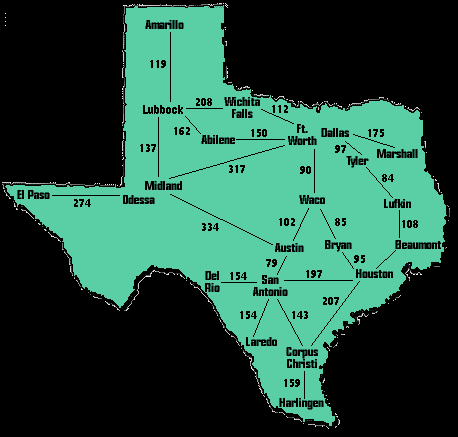 Amarillo
119
Lubbock
208
Wichita
Falls
112
162
Abilene
150
Ft.
Worth
Dallas
175
97
Marshall
Tyler
137
317
90
84
Midland
El Paso
274
Odessa
Waco
Lufkin
334
102
85
108
Austin
Bryan
Beaumont
79
95
Del
Rio
154
San
Antonio
197
Houston
154
143
207
Laredo
Corpus
Christi
159
Harlingen